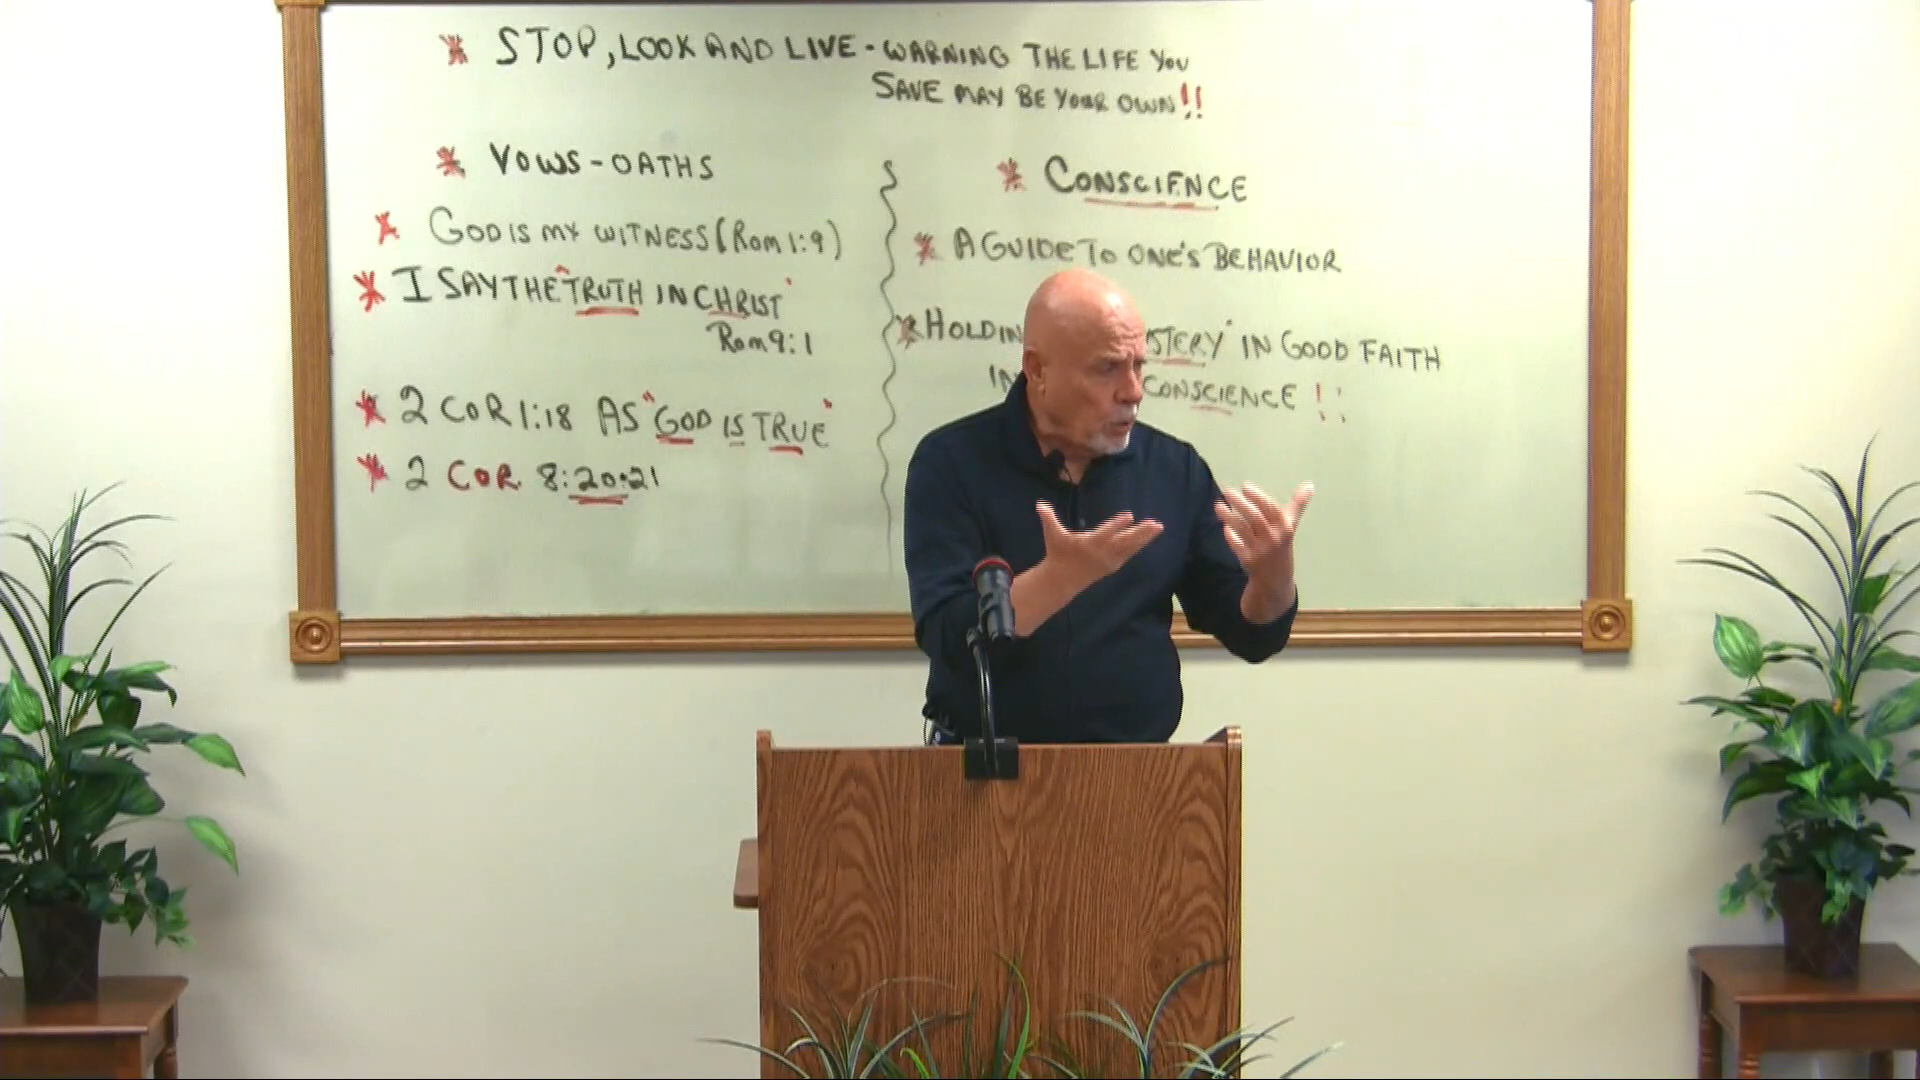 STOP, LOOK AND LIVE - WARNING THE LIFE YOU
SAVE MAY BE YOUR OWN!!
VOWS - OATHS
GOD IS MY WITNESS (Rom 1:9)
I SAY THE "TRUTH IN CHRIST"
Rom 9:1
2 COR 1:18 AS "GOD IS TRUE"
2 COR. 8:20-21
CONSCIENCE
A GUIDE TO ONE'S BEHAVIOR
IN GOOD FAITH
CONSCIENCE !!